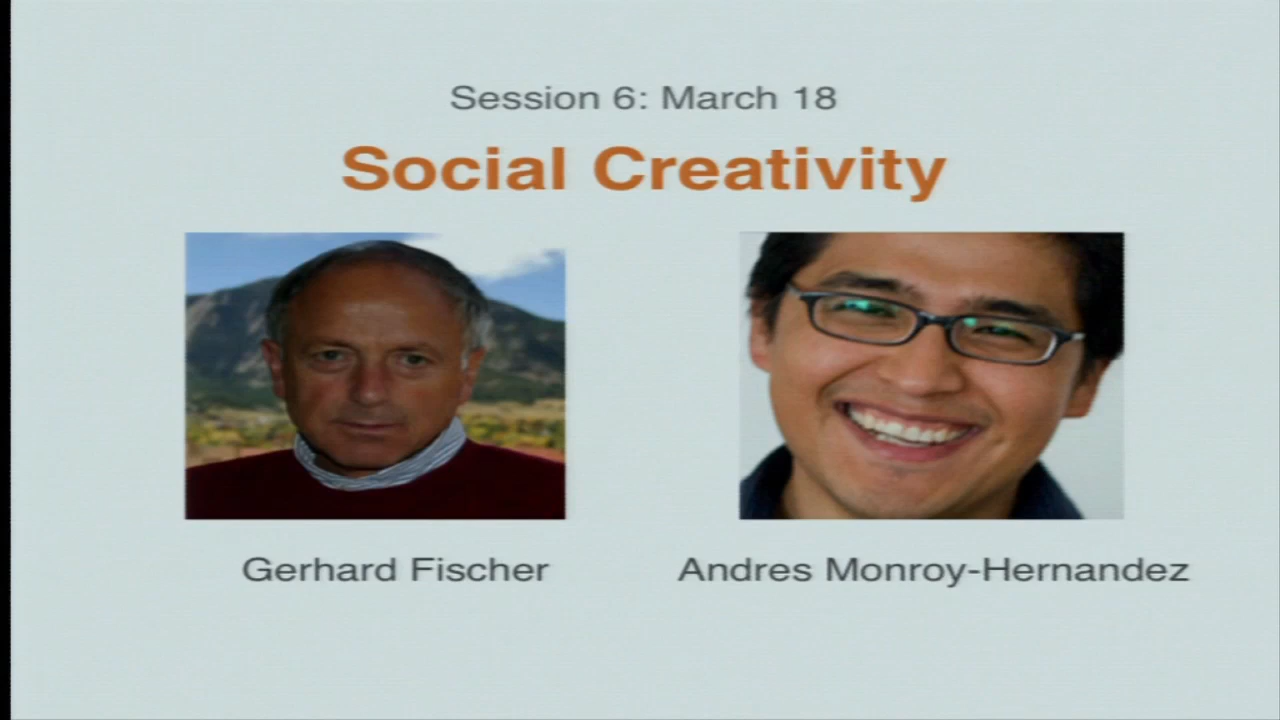 Session 6: March 18
Social Creativity
Gerhard Fischer
Andres Monroy-Hernandez